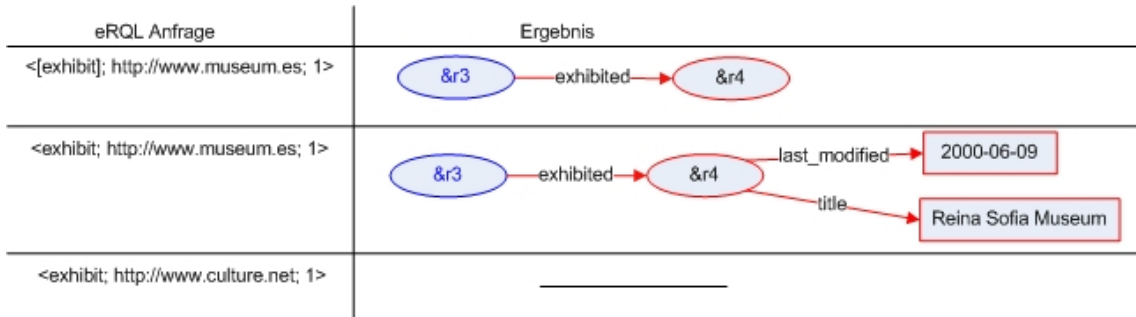 eRQL Anfrage
Ergebnis
<[exhibit]; http://www.museum.es; 1>
&r3
exhibited
&r4
<exhibit; http://www.museum.es; 1>
&r3
exhibited
&r4
last_modified
2000-06-09
title
Reina Sofia Museum
<exhibit; http://www.culture.net; 1>